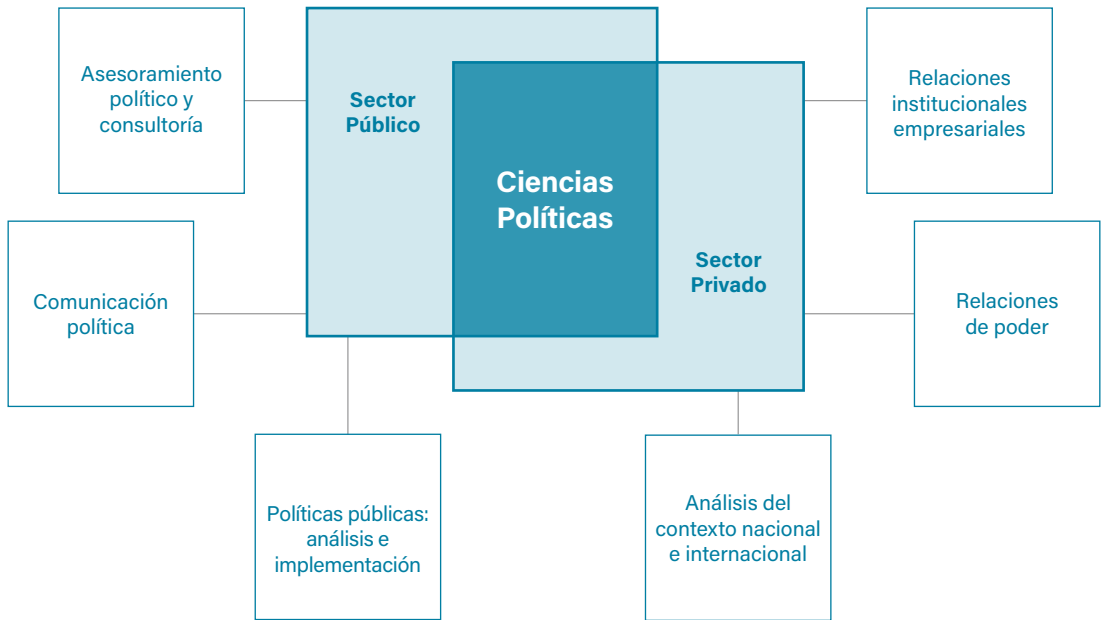 Asesoramiento
político y
consultoría
Sector
Público
Relaciones
institucionales
empresariales
Ciencias
Políticas
Comunicación
política
Sector
Privado
Relaciones
de poder
Políticas públicas:
análisis e
implementación
Análisis del
contexto nacional
e internacional